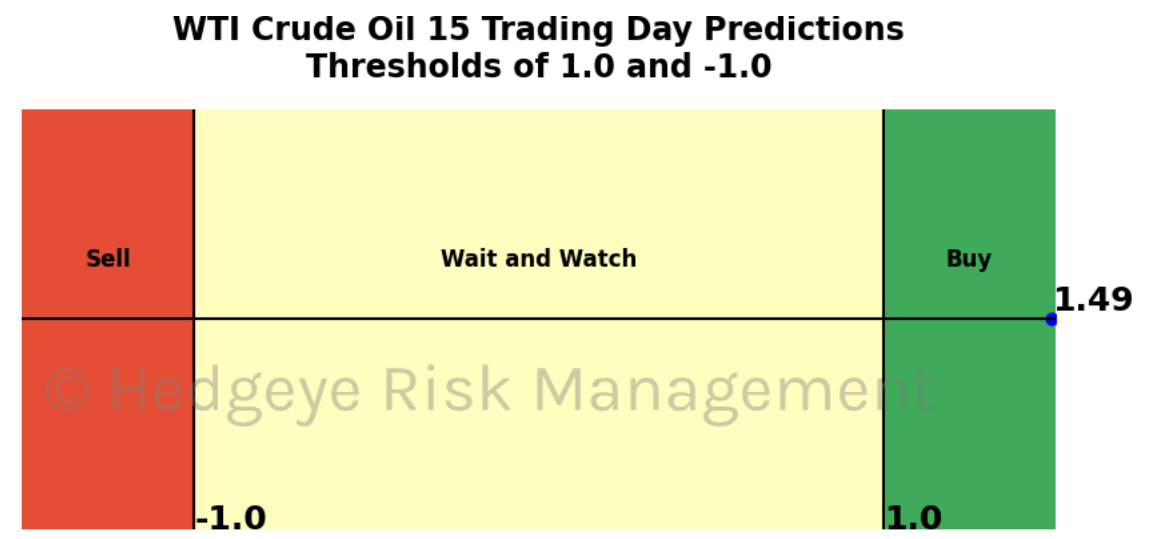 WTI Crude Oil 15 Trading Day Predictions
Thresholds of 1.0 and -1.0
Sell
Wait and Watch
Buy
1.49
© Hedgeye Risk Management
-1.0
1.0